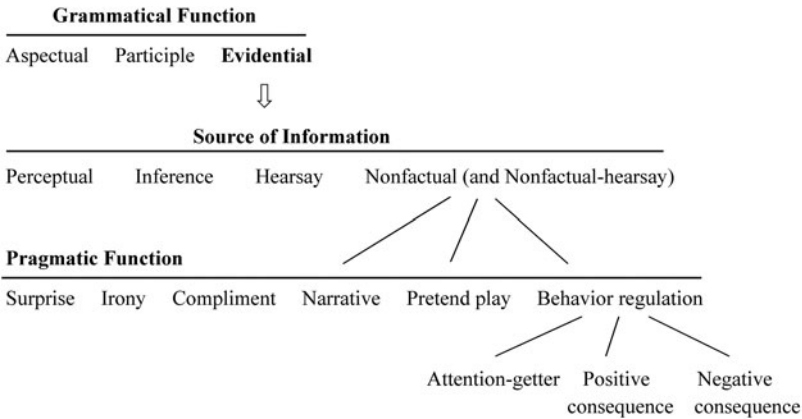 Grammatical Function
Aspectual Participle Evidential
Source of Information
Perceptual Inference Hearsay Nonfactual (and Nonfactual-hearsay)
Pragmatic Function
Surprise Irony Compliment Narrative Pretend play Behavior regulation
Attention-getter Positive consequence Negative consequence